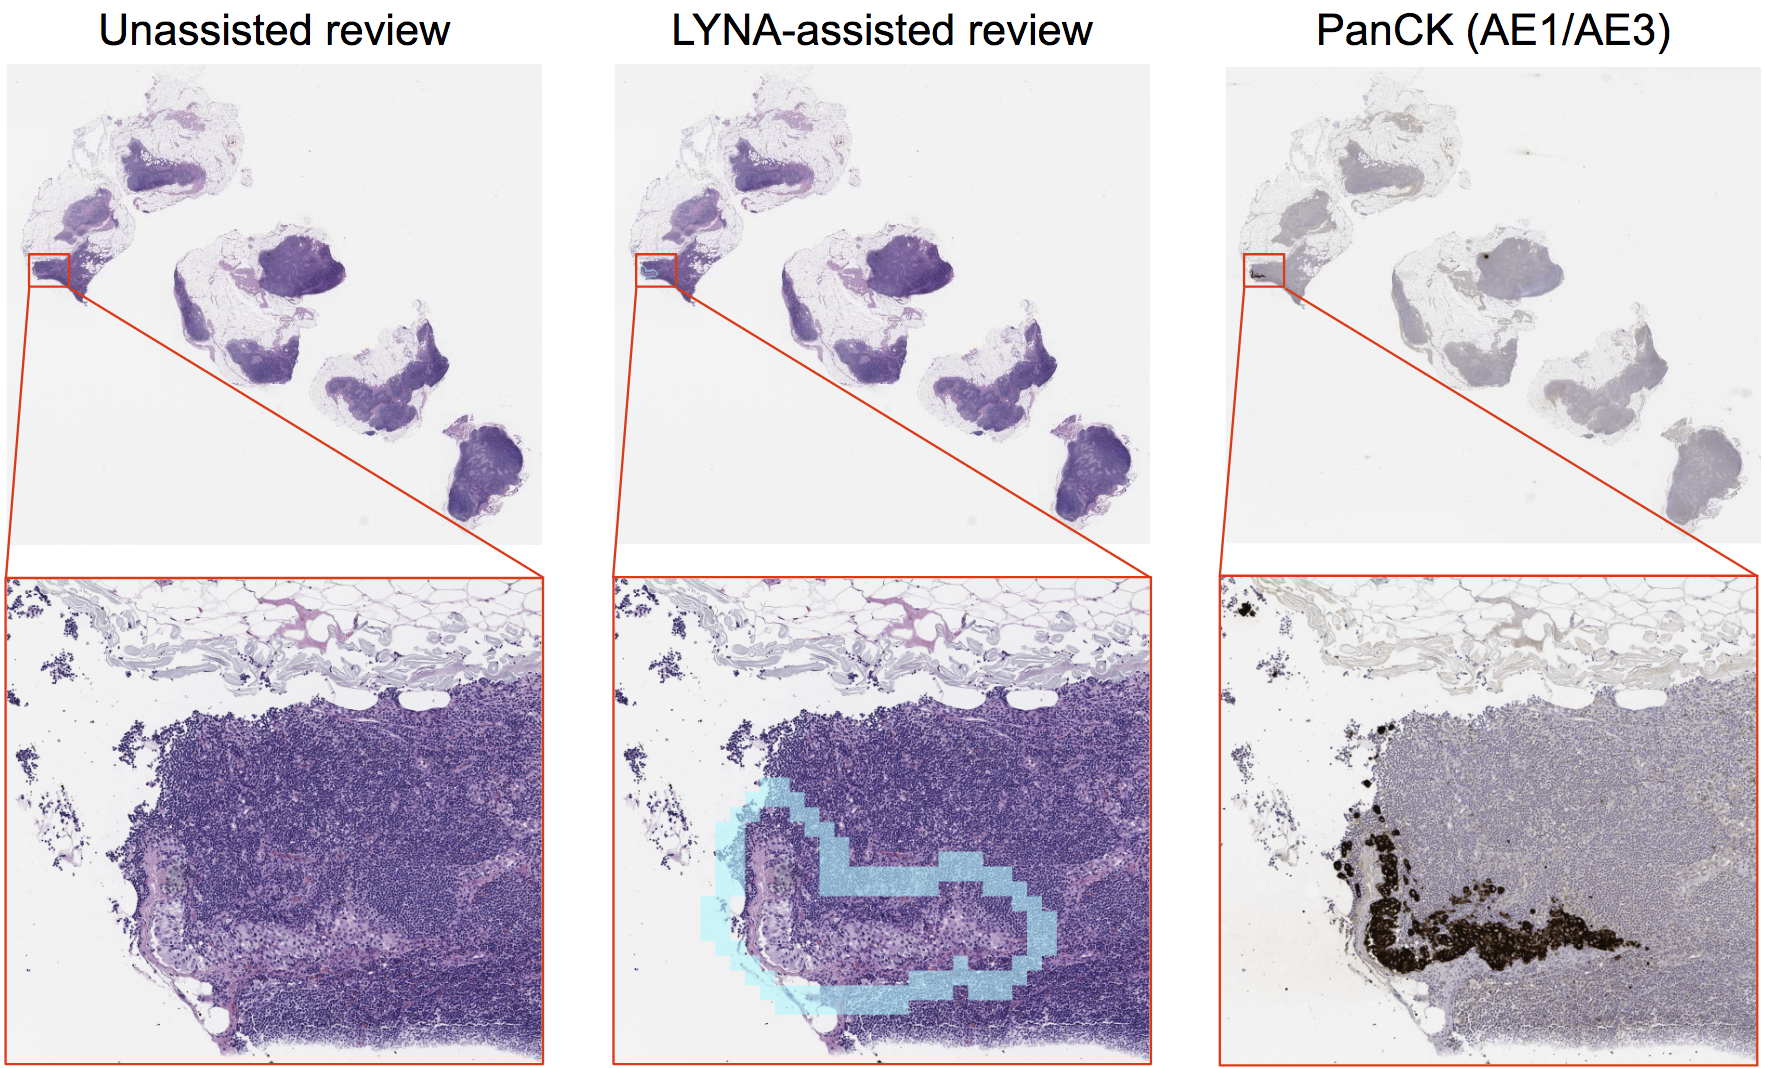 Unassisted review
LYNA-assisted review
PanCK (AE1/AE3)